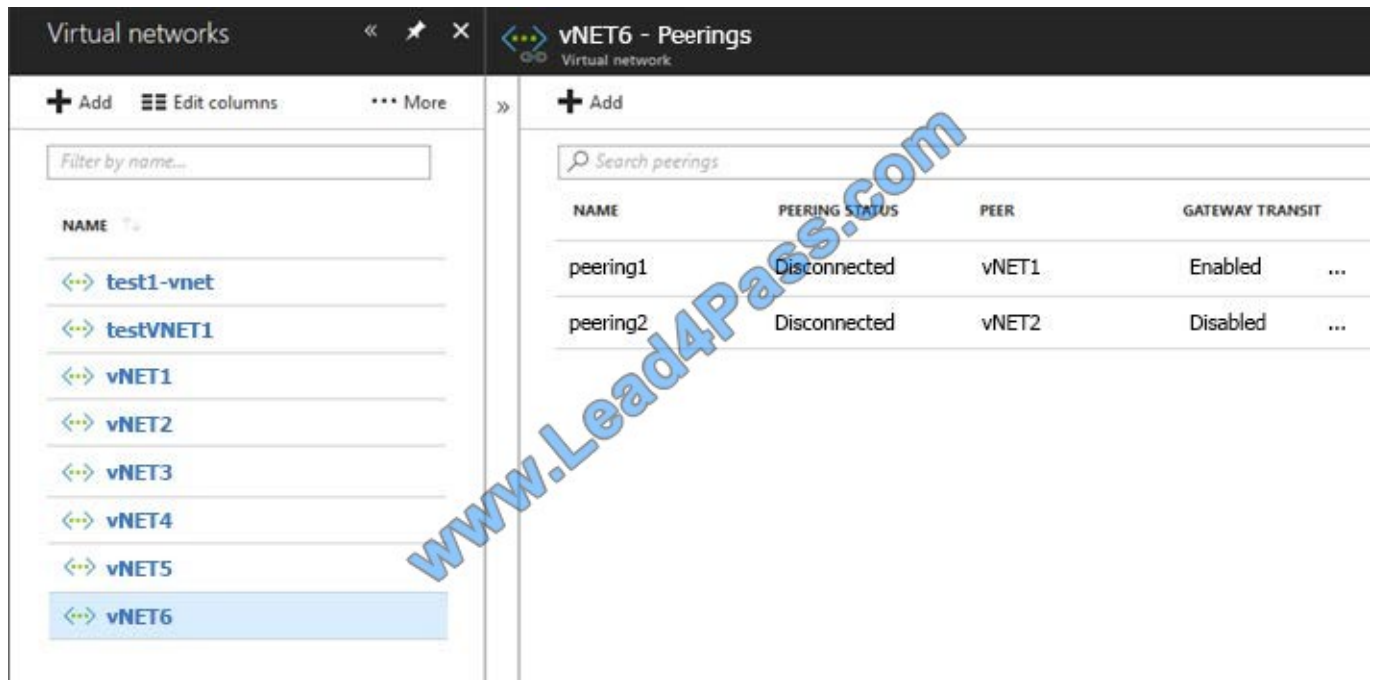 Virtual networks
Add
Edit columns
More
Filter by name...
NAME
test1-vnet
testVNET1
vNET1
vNET2
vNET3
vNET4
vNET5
vNET6
vNET6 - Peerings
Virtual network
Add
Search peerings
NAME PEERING STATUS PEER GATEWAY TRANSIT
peering1 Disconnected vNET1 Enabled ...
peering2 Disconnected vNET2 Disabled ...
www.Lead4Pass.com